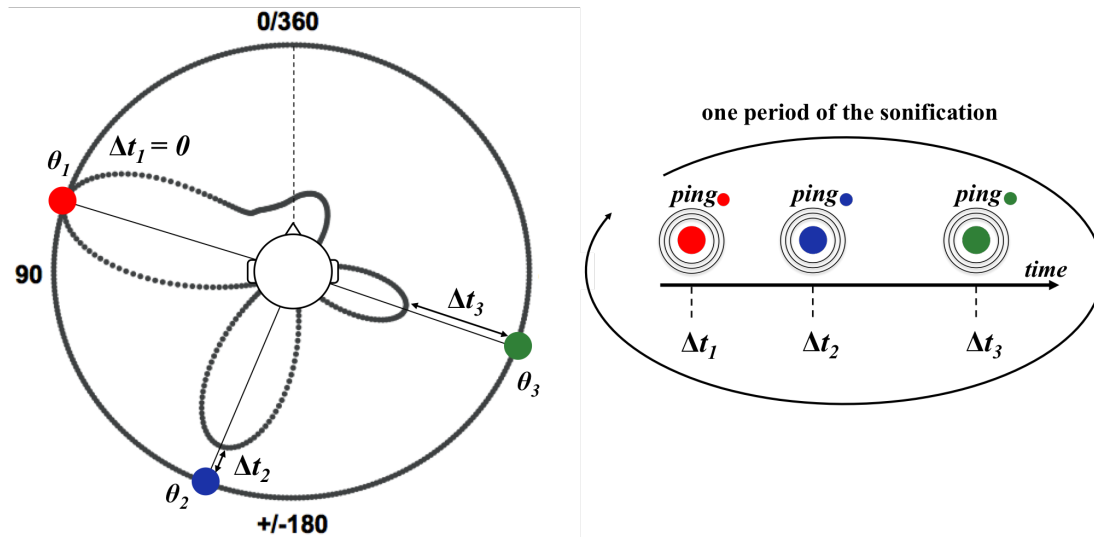 0/360
Δt₁ = 0
θ₁
90
Δt₃
θ₃
Δt₂
θ₂
+/-180
one period of the sonification
ping ping ping
time
Δt₁ Δt₂ Δt₃